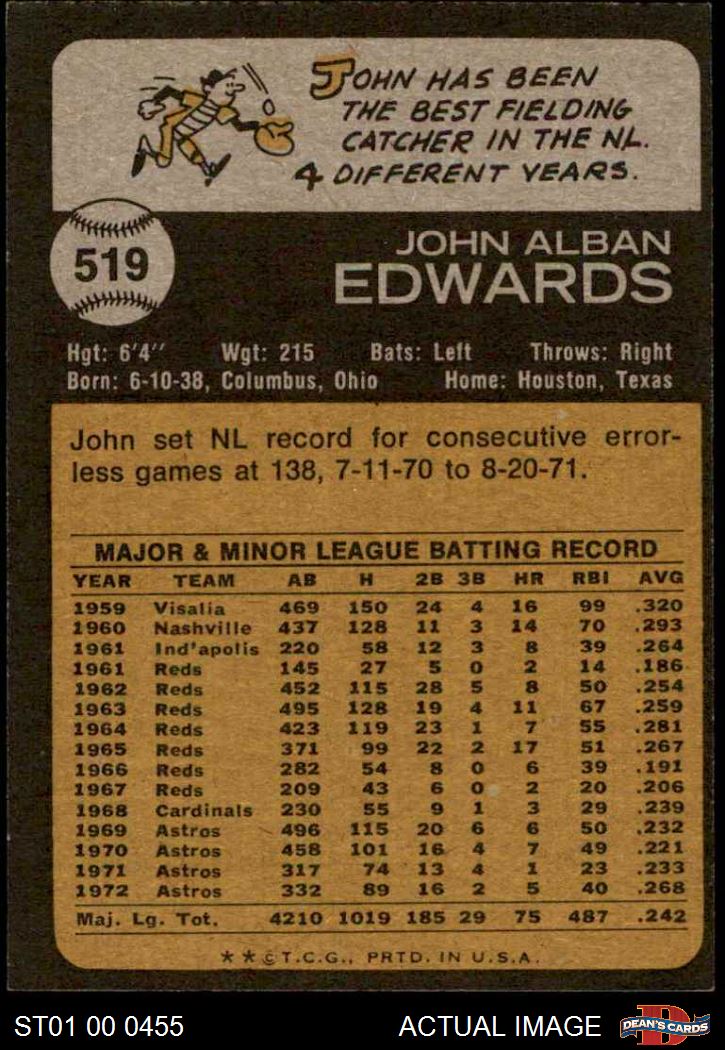 JOHN HAS BEEN
THE BEST FIELDING
CATCHER IN THE NL.
4 DIFFERENT YEARS.
519
JOHN ALBAN
EDWARDS
Hgt: 6'4" Wgt: 215 Bats: Left Throws: Right
Born: 6-10-38, Columbus, Ohio Home: Houston, Texas
John set NL record for consecutive error-
less games at 138, 7-11-70 to 8-20-71.
MAJOR & MINOR LEAGUE BATTING RECORD
YEAR TEAM AB H 2B 3B HR RBI AVG
1959 Visalia 469 150 24 4 16 99 .320
1960 Nashville 437 128 11 3 14 70 .293
1961 Ind'apolis 220 58 12 3 8 39 .264
1961 Reds 145 27 5 0 2 14 .186
1962 Reds 452 115 28 5 8 50 .254
1963 Reds 495 128 19 4 11 67 .259
1964 Reds 423 119 23 1 7 55 .281
1965 Reds 371 99 22 2 17 51 .267
1966 Reds 282 54 8 0 6 39 .191
1967 Reds 209 43 6 0 2 20 .206
1968 Cardinals 230 55 9 1 3 29 .239
1969 Astros 496 115 20 6 6 50 .232
1970 Astros 458 101 16 4 7 49 .221
1971 Astros 317 74 13 4 1 23 .233
1972 Astros 332 89 16 2 5 40 .268
Maj. Lg. Tot. 4210 1019 185 29 75 487 .242
**©T.C.G., PRTD. IN U.S.A.
ST01 00 0455 ACTUAL IMAGE D DEAN'S CARDS